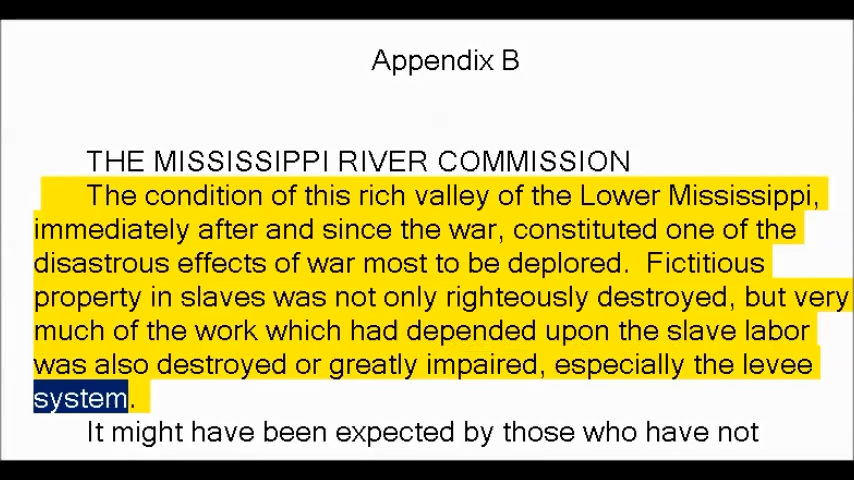 Appendix B
THE MISSISSIPPI RIVER COMMISSION
The condition of this rich valley of the Lower Mississippi,
immediately after and since the war, constituted one of the
disastrous effects of war most to be deplored.  Fictitious
property in slaves was not only righteously destroyed, but very
much of the work which had depended upon the slave labor
was also destroyed or greatly impaired, especially the levee
system.
It might have been expected by those who have not